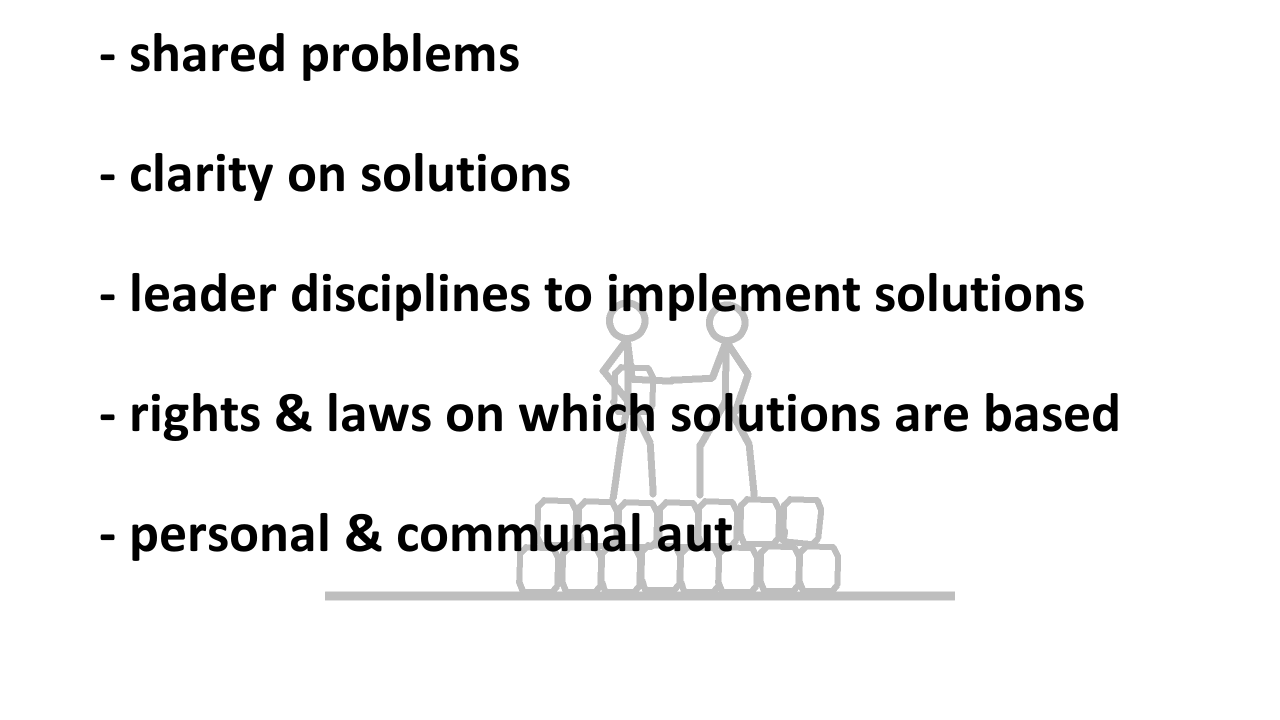 - shared problems
- clarity on solutions
- leader disciplines to implement solutions
- rights & laws on which solutions are based
- personal & communal aut